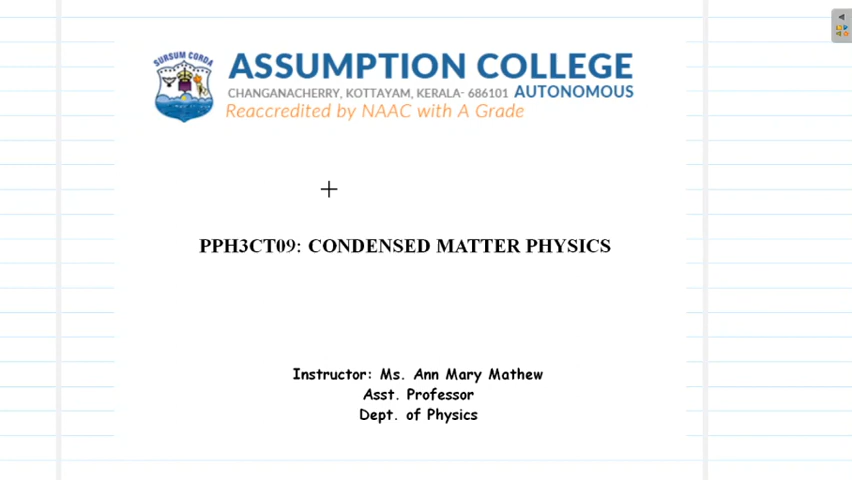 SURSUM CORDA
ASSUMPTION COLLEGE
CHANGANACHERRY, KOTTAYAM, KERALA- 686101 AUTONOMOUS
Reaccredited by NAAC with A Grade
PPH3CT09: CONDENSED MATTER PHYSICS
Instructor: Ms. Ann Mary Mathew
Asst. Professor
Dept. of Physics